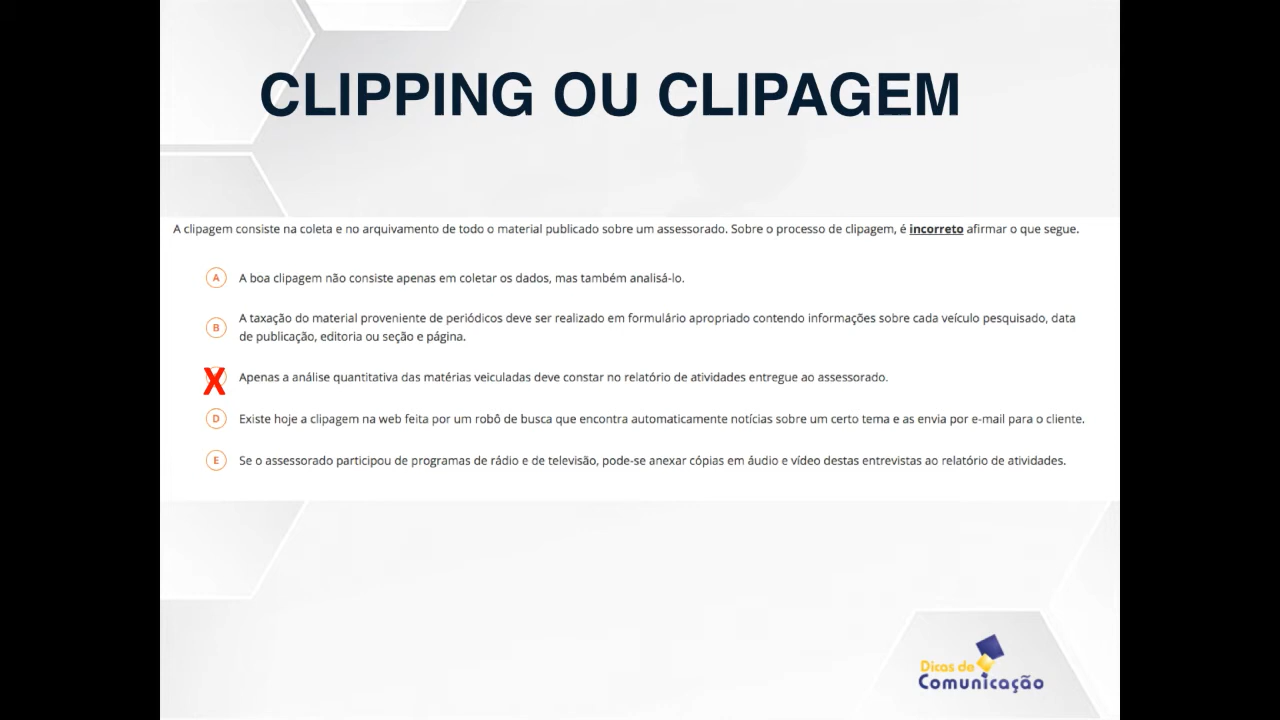 CLIPPING OU CLIPAGEM
A clipagem consiste na coleta e no arquivamento de todo o material publicado sobre um assessorado. Sobre o processo de clipagem, é incorreto afirmar o que segue.
A A boa clipagem não consiste apenas em coletar os dados, mas também analisá-lo.
B A taxação do material proveniente de periódicos deve ser realizado em formulário apropriado contendo informações sobre cada veículo pesquisado, data
de publicação, editoria ou seção e página.
X Apenas a análise quantitativa das matérias veiculadas deve constar no relatório de atividades entregue ao assessorado.
D Existe hoje a clipagem na web feita por um robô de busca que encontra automaticamente notícias sobre um certo tema e as envia por e-mail para o cliente.
E Se o assessorado participou de programas de rádio e de televisão, pode-se anexar cópias em áudio e vídeo destas entrevistas ao relatório de atividades.
Dicas de
Comunicação